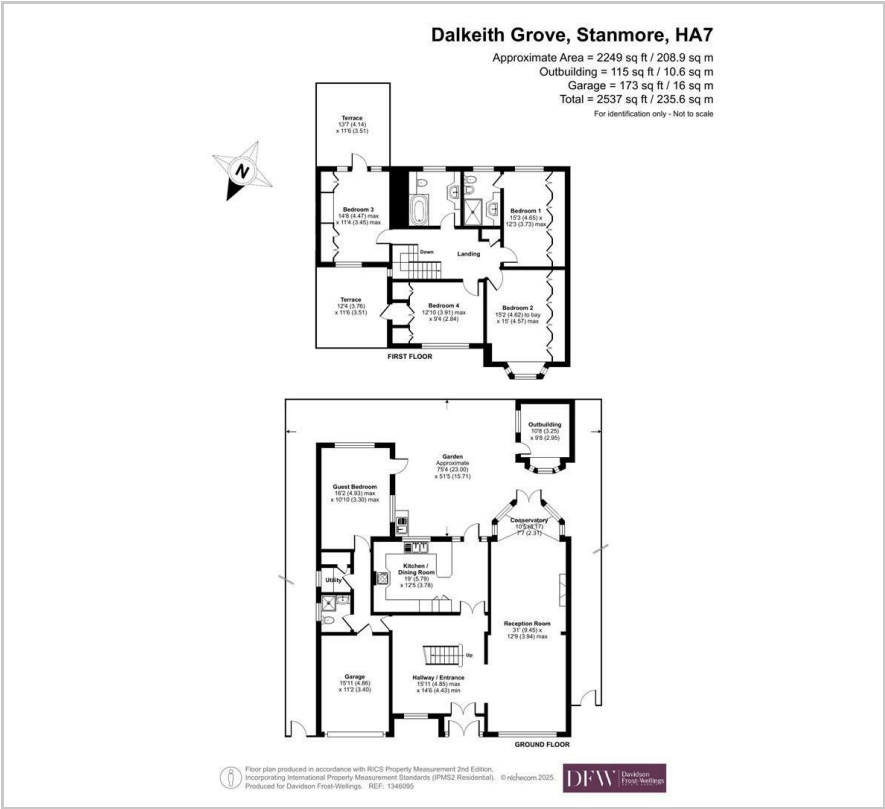 Dalkeith Grove, Stanmore, HA7
Approximate Area = 2249 sq ft / 208.9 sq m
Outbuilding = 115 sq ft / 10.6 sq m
Garage = 173 sq ft / 16 sq m
Total = 2537 sq ft / 235.6 sq m
For identification only - Not to scale
Terrace
13'7 (4.14)
x 11'6 (3.51)
N
Bedroom 3
14'8 (4.47) max
x 11'4 (3.45) max
Bedroom 1
15'3 (4.65) x
12'3 (3.73) max
Down
Landing
Terrace
12'4 (3.76)
x 11'6 (3.51)
Bedroom 4
12'10 (3.91) max
x 9'4 (2.84)
Bedroom 2
15'2 (4.62) to bay
x 15' (4.57) max
FIRST FLOOR
Outbuilding
10'8 (3.25)
x 9'8 (2.95)
Garden
Approximate
75'4 (23.00)
x 51'5 (15.71)
Guest Bedroom
16'2 (4.93) max
x 10'10 (3.30) max
Conservatory
10'5 (3.17)
7'7 (2.31)
Kitchen /
Dining Room
19' (5.79)
x 12'5 (3.78)
Utility
Reception Room
31' (9.45) x
12'9 (3.94) max
Up
Garage
15'11 (4.86)
x 11'2 (3.40)
Hallway / Entrance
15'11 (4.85) max
x 14'6 (4.43) min
GROUND FLOOR
Floor plan produced in accordance with RICS Property Measurement 2nd Edition,
Incorporating International Property Measurement Standards (IPMS2 Residential). © nichecom 2025.
Produced for Davidson Frost-Wellings. REF: 1346095
DFW
Davidson
Frost-Wellings